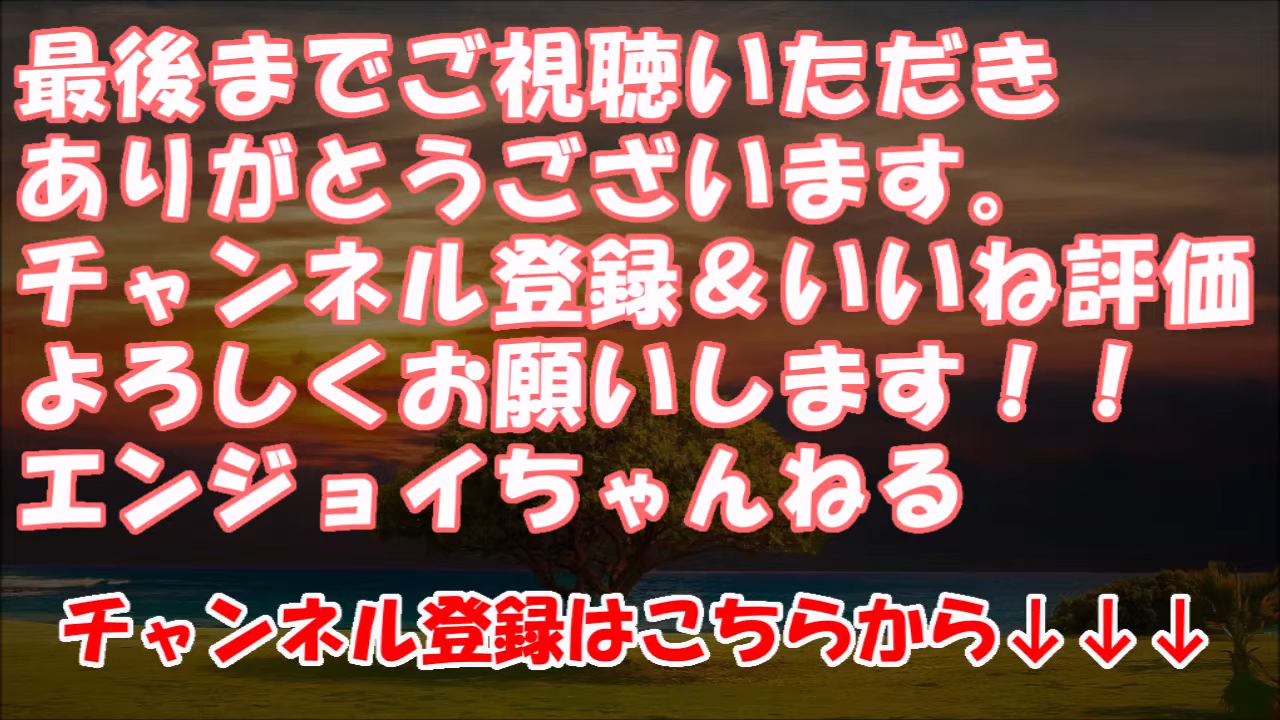 最後までご視聴いただき
ありがとうございます。
チャンネル登録＆いいね評価
よろしくお願いします！！
エンジョイちゃんねる
チャンネル登録はこちらから↓↓↓